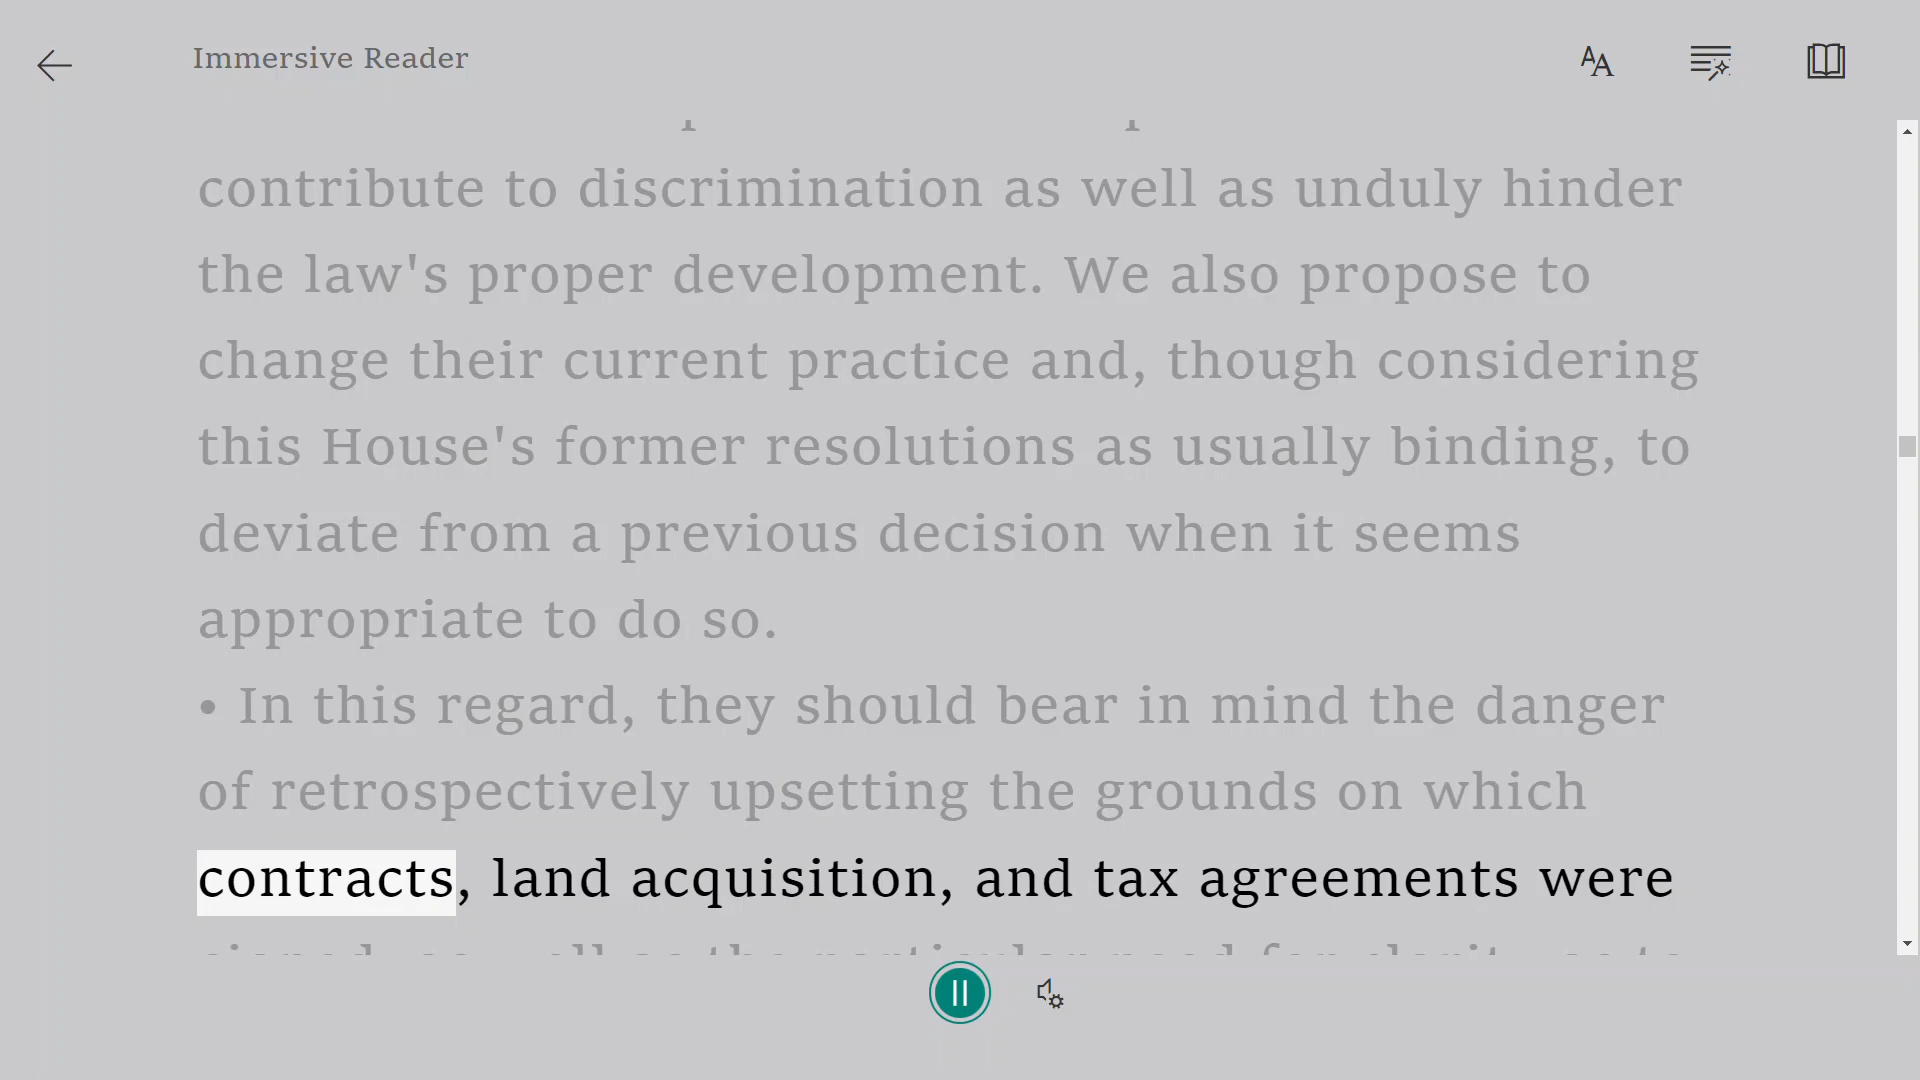 Immersive Reader
contribute to discrimination as well as unduly hinder
the law's proper development. We also propose to
change their current practice and, though considering
this House's former resolutions as usually binding, to
deviate from a previous decision when it seems
appropriate to do so.
• In this regard, they should bear in mind the danger
of retrospectively upsetting the grounds on which
contracts, land acquisition, and tax agreements were